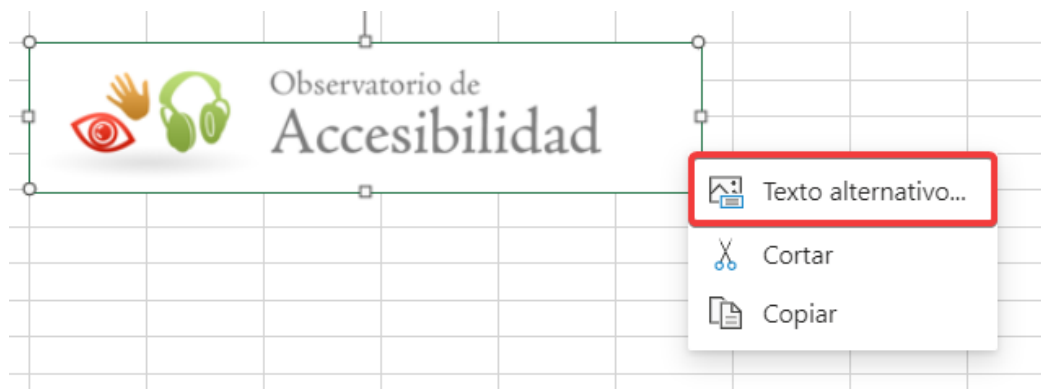 Observatorio de
Accesibilidad
Texto alternativo...
Cortar
Copiar